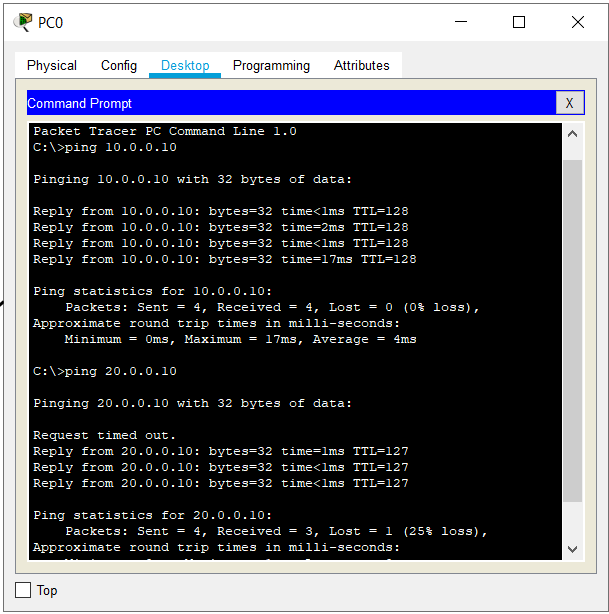 PC0
Physical Config Desktop Programming Attributes
Command Prompt X
Packet Tracer PC Command Line 1.0
C:\>ping 10.0.0.10
Pinging 10.0.0.10 with 32 bytes of data:
Reply from 10.0.0.10: bytes=32 time<1ms TTL=128
Reply from 10.0.0.10: bytes=32 time=2ms TTL=128
Reply from 10.0.0.10: bytes=32 time<1ms TTL=128
Reply from 10.0.0.10: bytes=32 time=17ms TTL=128
Ping statistics for 10.0.0.10:
Packets: Sent = 4, Received = 4, Lost = 0 (0% loss),
Approximate round trip times in milli-seconds:
Minimum = 0ms, Maximum = 17ms, Average = 4ms
C:\>ping 20.0.0.10
Pinging 20.0.0.10 with 32 bytes of data:
Request timed out.
Reply from 20.0.0.10: bytes=32 time=1ms TTL=127
Reply from 20.0.0.10: bytes=32 time<1ms TTL=127
Reply from 20.0.0.10: bytes=32 time<1ms TTL=127
Ping statistics for 20.0.0.10:
Packets: Sent = 4, Received = 3, Lost = 1 (25% loss),
Approximate round trip times in milli-seconds:
Top